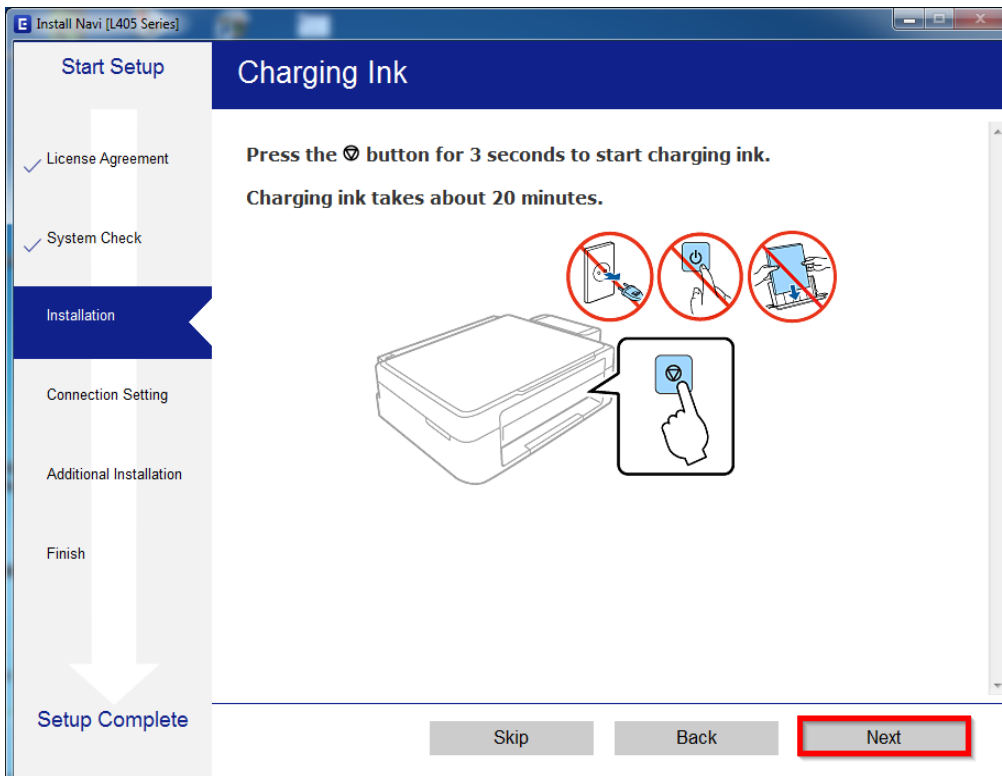 E Install Navi [L405 Series]
Start Setup
License Agreement
System Check
Installation
Connection Setting
Additional Installation
Finish
Setup Complete
Charging Ink
Press the button for 3 seconds to start charging ink.
Charging ink takes about 20 minutes.
Skip
Back
Next